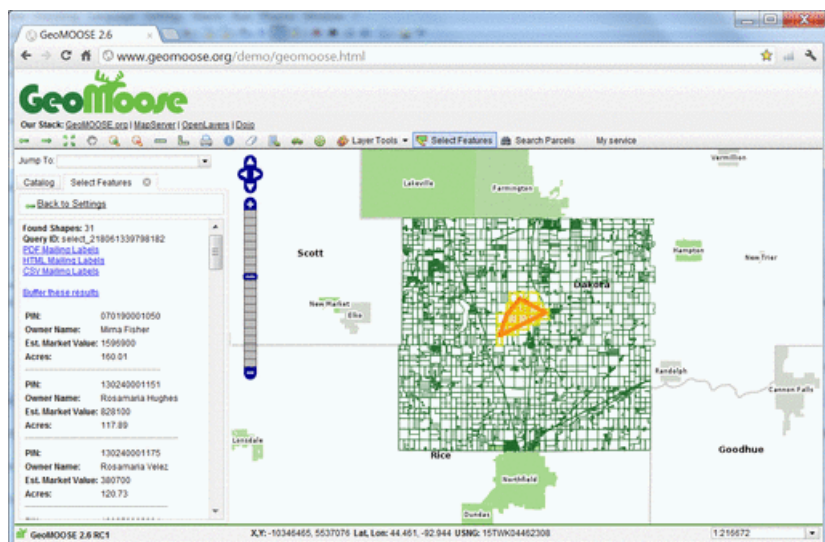 GeoMOOSE 2.6
www.geomoose.org/demo/geomoose.html
GeoMoose
Our Stack: GeoMOOSE.org | MapServer | OpenLayers | Dojo
Layer Tools Select Features Search Parcels My service
Jump To:
Catalog Select Features
Back to Settings
Found Shapes: 31
Query ID: select_218061339798182
PDF Mailing Labels
HTML Mailing Labels
CSV Mailing Labels
Buffer these results
PIN: 070190001050
Owner Name: Mirna Fisher
Est. Market Value: 1596900
Acres: 160.01
PIN: 130240001151
Owner Name: Rosamaria Hughes
Est. Market Value: 828100
Acres: 117.89
PIN: 130240001175
Owner Name: Rosamaria Velez
Est. Market Value: 380700
Acres: 120.73
Vermillion
Lakeville
Farmington
Scott
Hampton
New Trier
Dakota
New Market
Elko
Randolph
Cannon Falls
Lonsdale
Rice
Goodhue
Northfield
Dundas
GeoMOOSE 2.6 RC1
X,Y: -10346465, 5537076 Lat, Lon: 44.461, -92.944 USNG: 15TWK04462308
1:216672